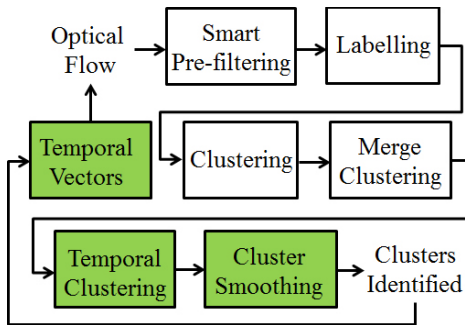 Optical
Flow
Smart
Pre-filtering
Labelling
Temporal
Vectors
Clustering
Merge
Clustering
Temporal
Clustering
Cluster
Smoothing
Clusters
Identified